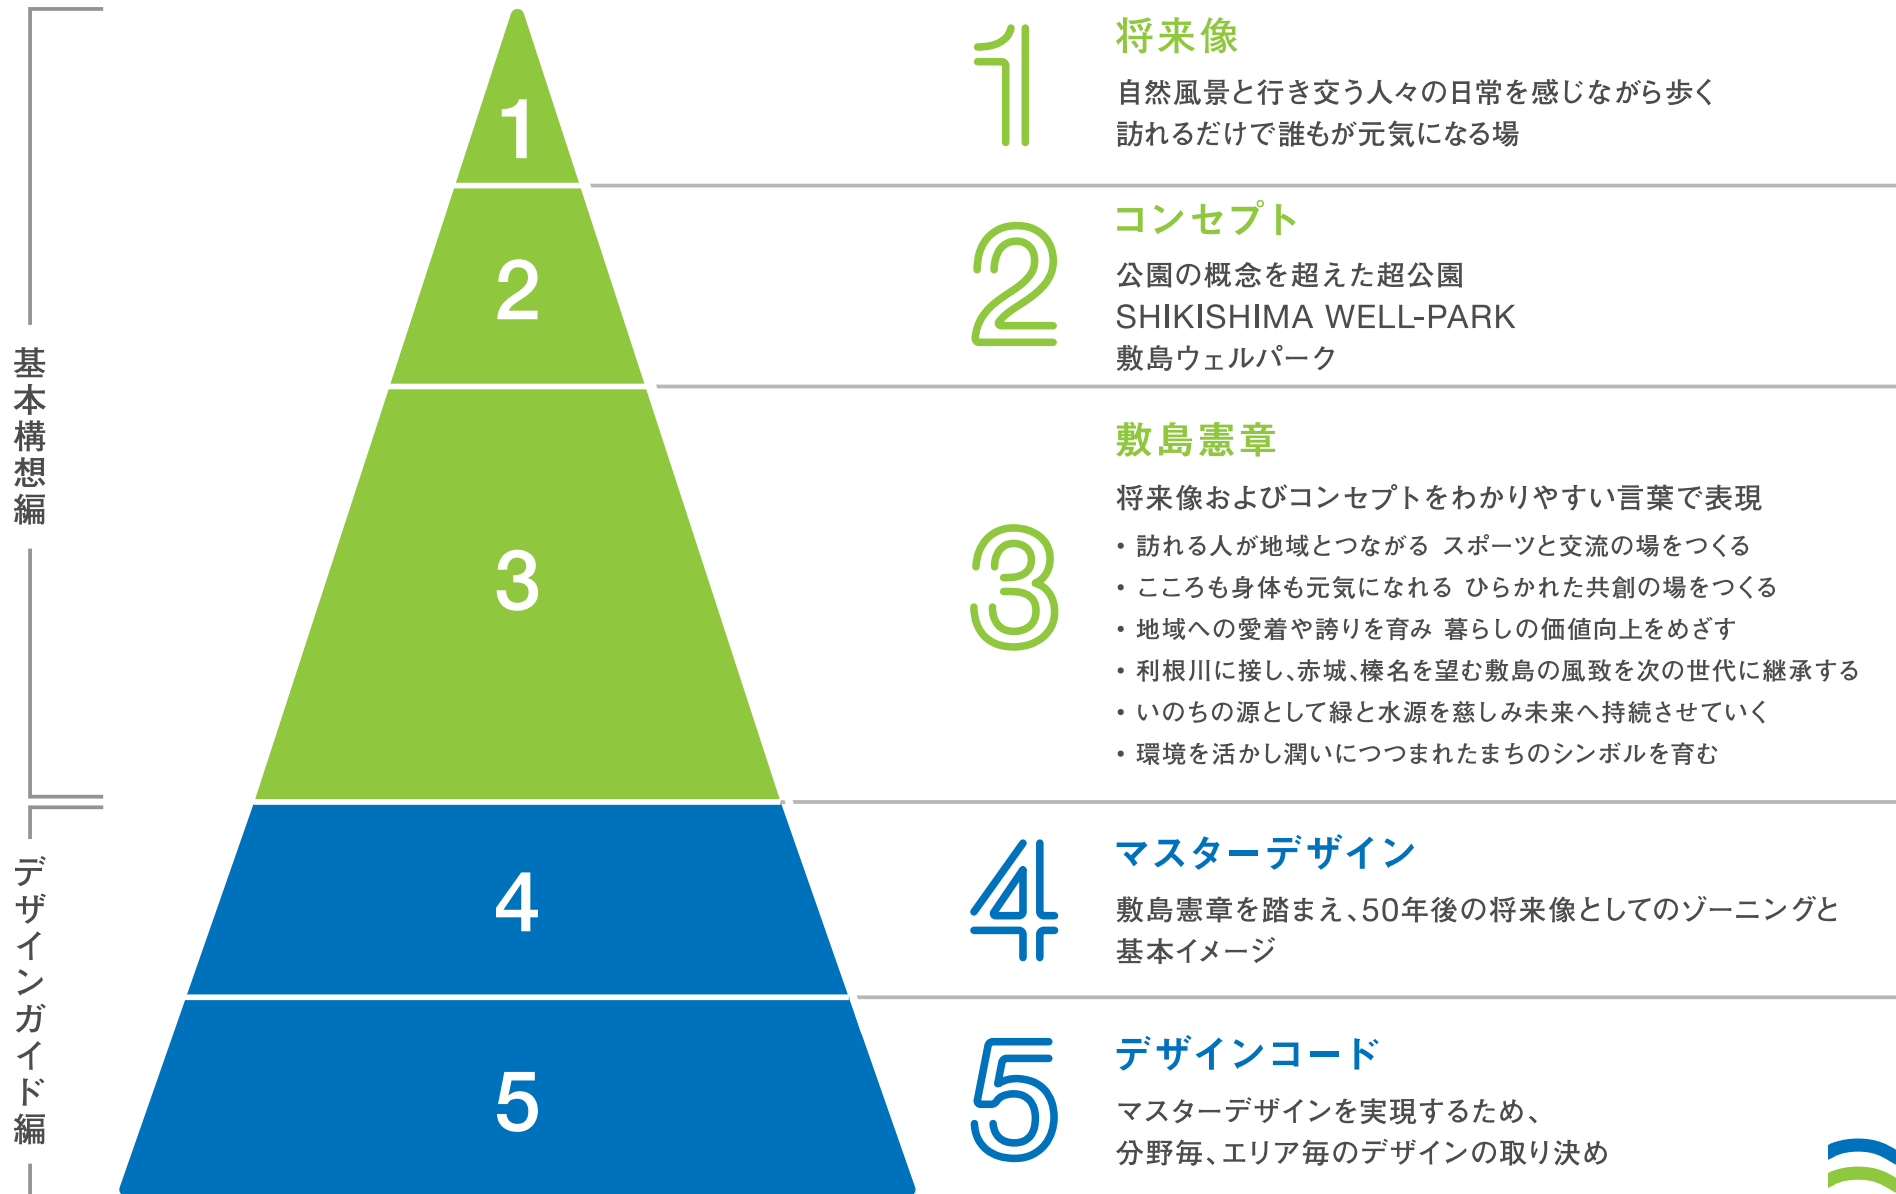 基本構想編
デザインガイド編
1
2
3
4
5
1
将来像
自然風景と行き交う人々の日常を感じながら歩く
訪れるだけで誰もが元気になる場
2
コンセプト
公園の概念を超えた超公園
SHIKISHIMA WELL-PARK
敷島ウェルパーク
3
敷島憲章
将来像およびコンセプトをわかりやすい言葉で表現
• 訪れる人が地域とつながる スポーツと交流の場をつくる
• こころも身体も元気になれる ひらかれた共創の場をつくる
• 地域への愛着や誇りを育み 暮らしの価値向上をめざす
• 利根川に接し、赤城、榛名を望む敷島の風致を次の世代に継承する
• いのちの源として緑と水源を慈しみ未来へ持続させていく
• 環境を活かし潤いにつつまれたまちのシンボルを育む
4
マスターデザイン
敷島憲章を踏まえ、50年後の将来像としてのゾーニングと
基本イメージ
5
デザインコード
マスターデザインを実現するため、
分野毎、エリア毎のデザインの取り決め